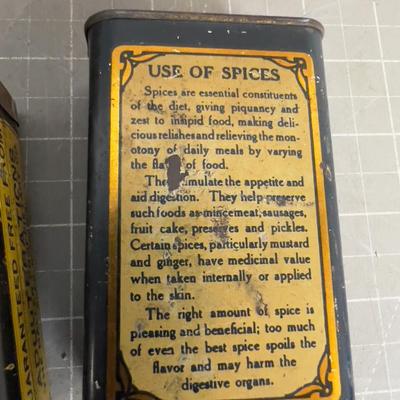 USE OF SPICES
Spices are essential constituents
of the diet, giving piquancy and
zest to insipid food, making deli-
cious relishes and relieving the mon-
otony of daily meals by varying
the fla of food.
The imulate the appetite and
aid digestion. They help preserve
such foods as mincemeat, sausages,
fruit cake, preserves and pickles.
Certain spices, particularly mustard
and ginger, have medicinal value
when taken internally or applied
to the skin.
The right amount of spice is
pleasing and beneficial; too much
of even the best spice spoils the
flavor and may harm the
digestive organs.
GUARANTEED FREE FROM